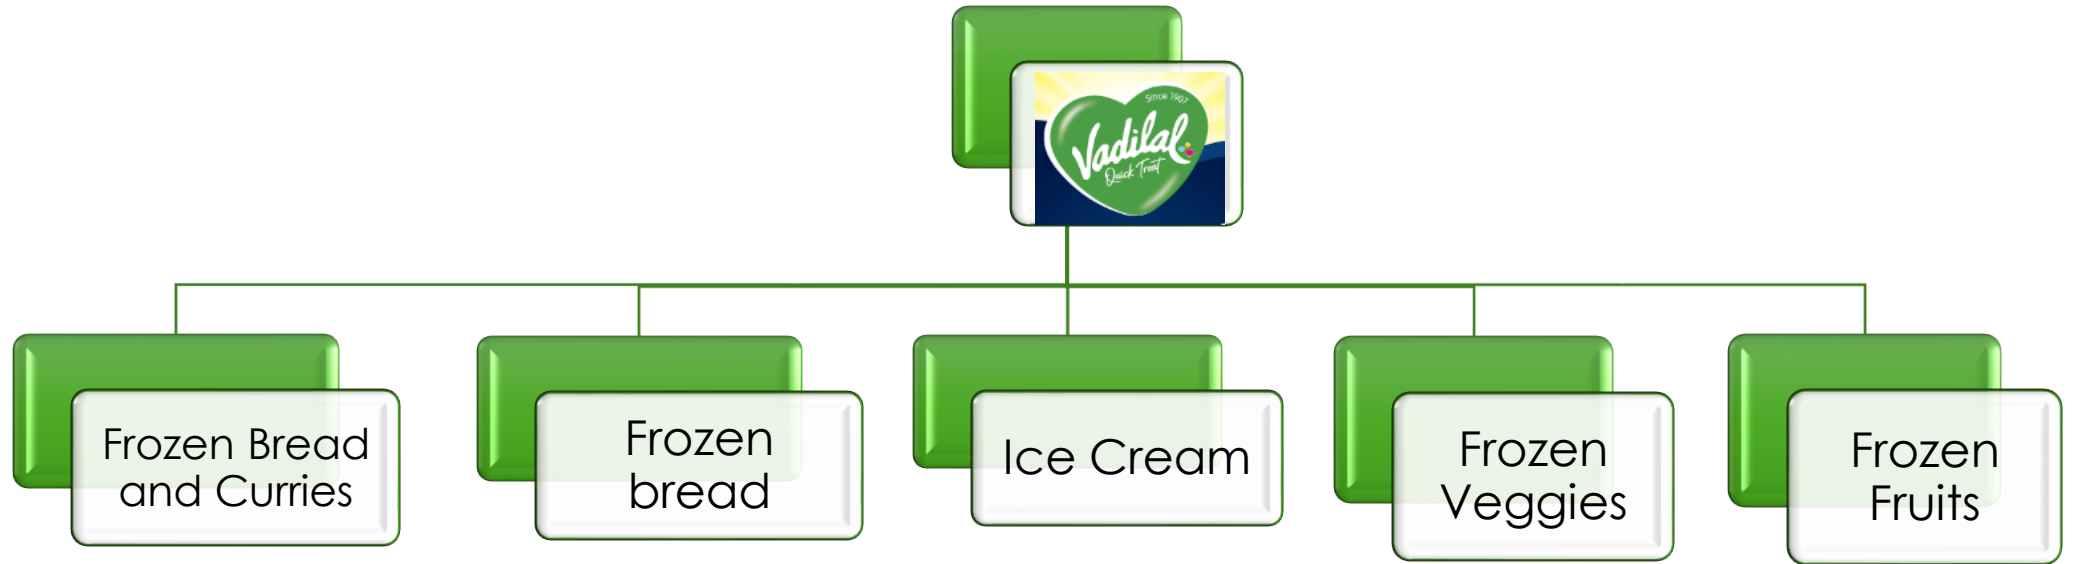 Since 1907
Vadilal
Quick Treat
Frozen Bread
and Curries
Frozen
bread
Ice Cream
Frozen
Veggies
Frozen
Fruits